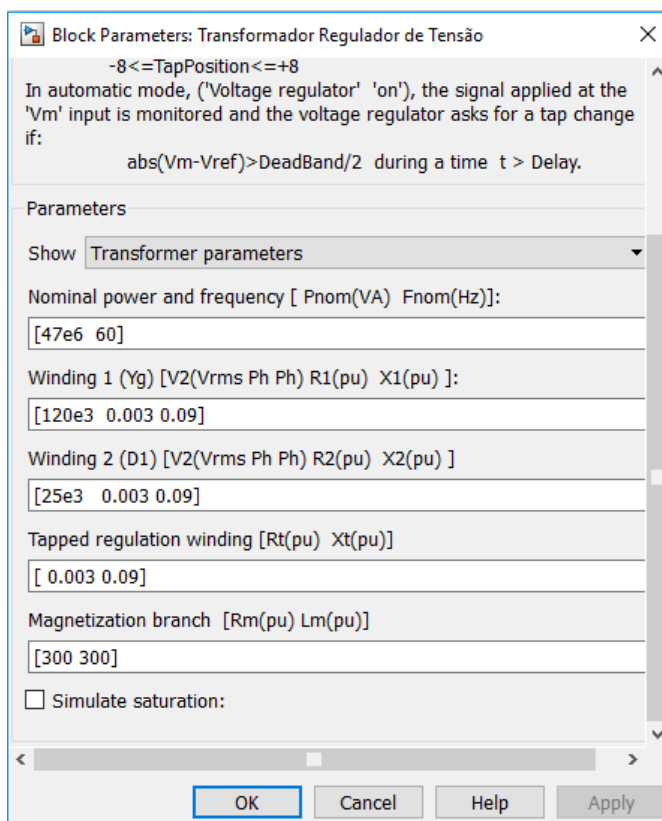 Block Parameters: Transformador Regulador de Tensão
-8<=TapPosition<=+8
In automatic mode, ('Voltage regulator' 'on'), the signal applied at the
'Vm' input is monitored and the voltage regulator asks for a tap change
if:
abs(Vm-Vref)>DeadBand/2 during a time t > Delay.
Parameters
Show Transformer parameters
Nominal power and frequency [ Pnom(VA) Fnom(Hz)]:
[47e6 60]
Winding 1 (Yg) [V2(Vrms Ph Ph) R1(pu) X1(pu) ]:
[120e3 0.003 0.09]
Winding 2 (D1) [V2(Vrms Ph Ph) R2(pu) X2(pu) ]
[25e3 0.003 0.09]
Tapped regulation winding [Rt(pu) Xt(pu)]
[ 0.003 0.09]
Magnetization branch [Rm(pu) Lm(pu)]
[300 300]
Simulate saturation:
OK Cancel Help Apply